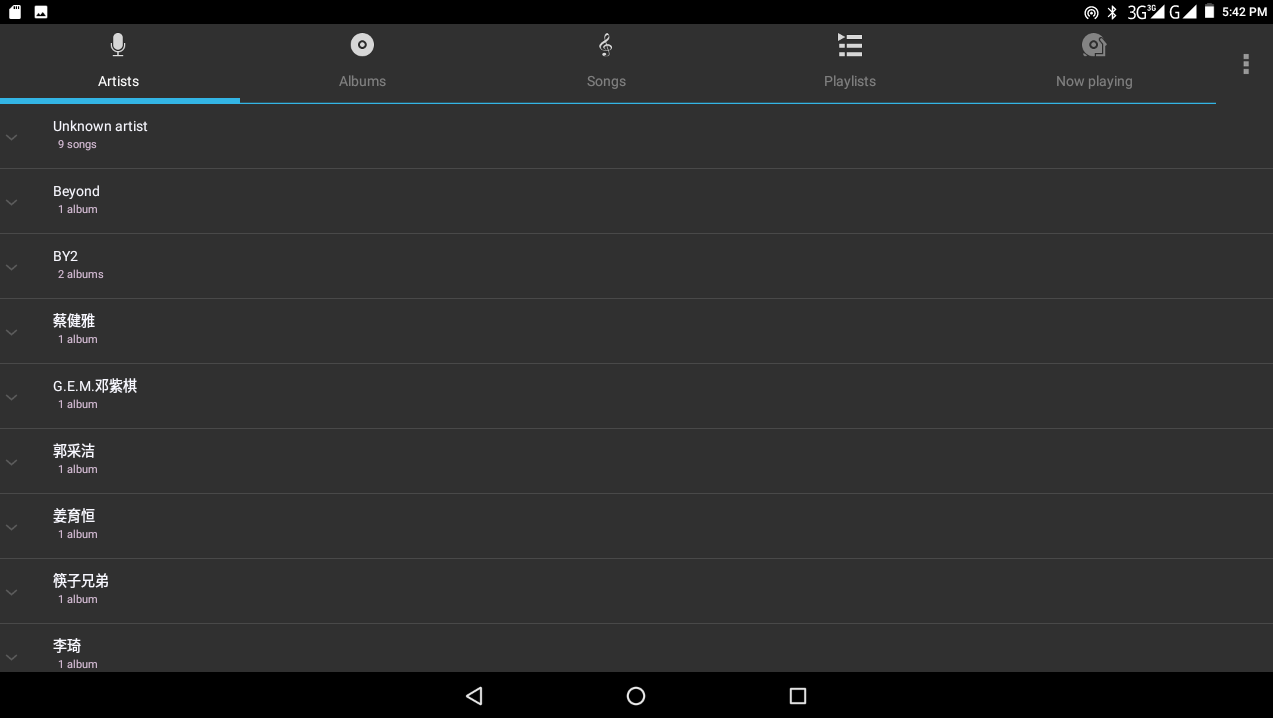 3G 3G G 5:42 PM
Artists Albums Songs Playlists Now playing
Unknown artist
9 songs
Beyond
1 album
BY2
2 albums
蔡健雅
1 album
G.E.M.邓紫棋
1 album
郭采洁
1 album
姜育恒
1 album
筷子兄弟
1 album
李琦
1 album